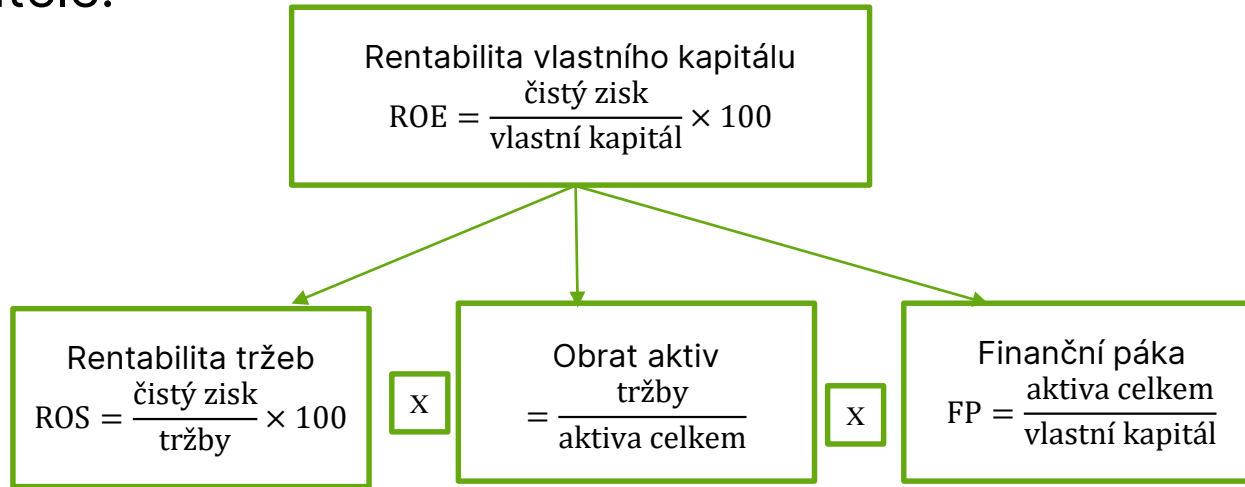 Rentabilita vlastního kapitálu
ROE = čistý zisk / vlastní kapitál × 100
Rentabilita tržeb
ROS = čistý zisk / tržby × 100
X
Obrat aktiv
= tržby / aktiva celkem
X
Finanční páka
FP = aktiva celkem / vlastní kapitál